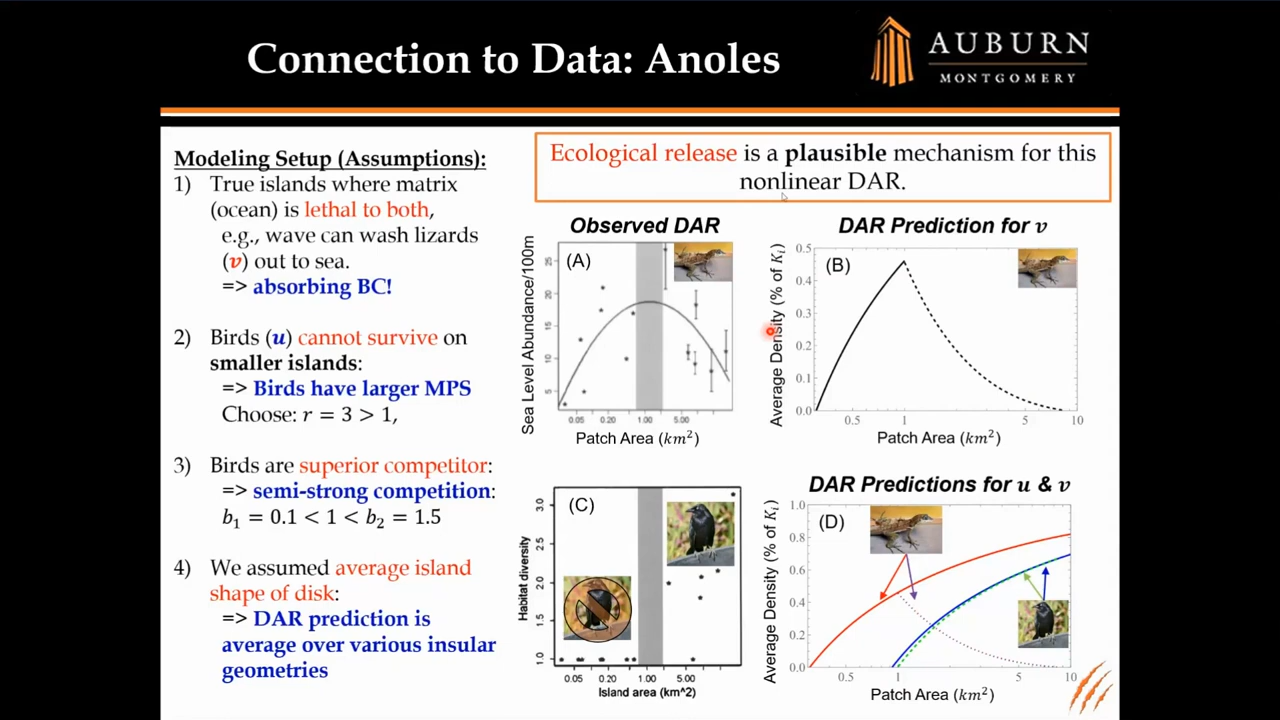 Connection to Data: Anoles
AUBURN
MONTGOMERY
Modeling Setup (Assumptions):
1) True islands where matrix
(ocean) is lethal to both,
e.g., wave can wash lizards
(v) out to sea.
=> absorbing BC!
2) Birds (u) cannot survive on
smaller islands:
=> Birds have larger MPS
Choose: r = 3 > 1,
3) Birds are superior competitor:
=> semi-strong competition:
b₁ = 0.1 < 1 < b₂ = 1.5
4) We assumed average island
shape of disk:
=> DAR prediction is
average over various insular
geometries
Ecological release is a plausible mechanism for this
nonlinear DAR.
Observed DAR
(A)
Sea Level Abundance/100m
25
20
15
10
5
0.05 0.20 1.00 5.00
Patch Area (km²)
DAR Prediction for v
(B)
Average Density (% of Kᵢ)
0.5
0.4
0.3
0.2
0.1
0.0
0.5 1 5 10
Patch Area (km²)
(C)
Habitat diversity
3.0
2.5
2.0
1.5
1.0
0.05 0.20 1.00 5.00
Island area (km^2)
DAR Predictions for u & v
(D)
Average Density (% of Kᵢ)
1.0
0.8
0.6
0.4
0.2
0.0
0.5 1 5 10
Patch Area (km²)